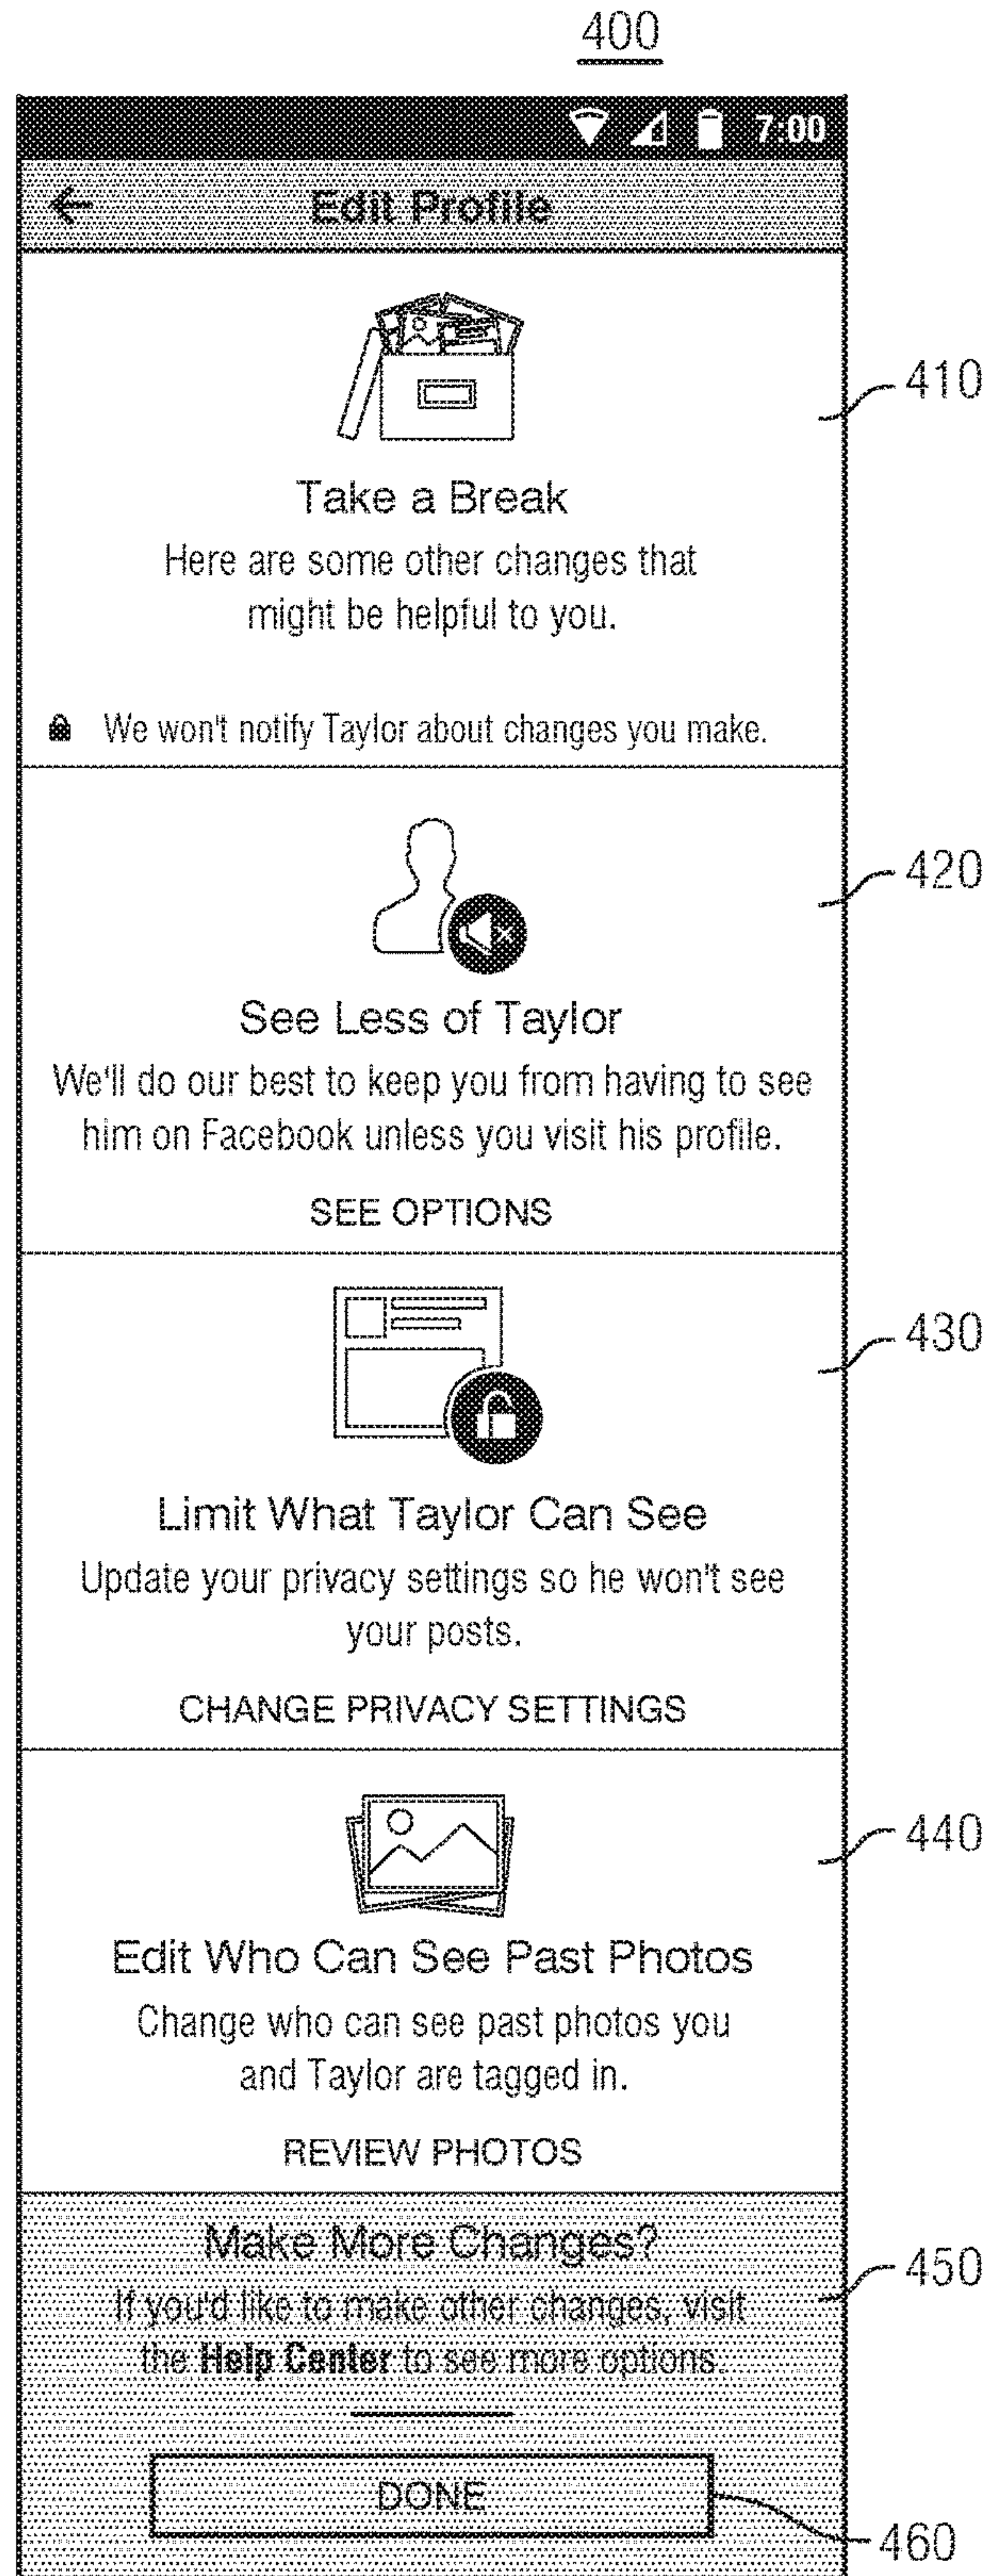 400
7:00
Edit Profile
410
Take a Break
Here are some other changes that
might be helpful to you.
We won't notify Taylor about changes you make.
420
See Less of Taylor
We'll do our best to keep you from having to see
him on Facebook unless you visit his profile.
SEE OPTIONS
430
Limit What Taylor Can See
Update your privacy settings so he won't see
your posts.
CHANGE PRIVACY SETTINGS
440
Edit Who Can See Past Photos
Change who can see past photos you
and Taylor are tagged in.
REVIEW PHOTOS
Make More Changes?
450
If you'd like to make other changes, visit
the Help Center to see more options.
DONE
460